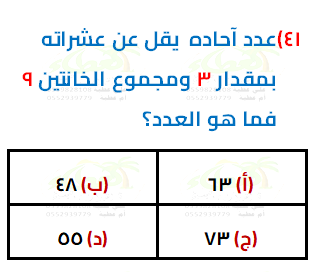 ٤١)عدد آحاده يقل عن عشراته
بمقدار ٣ ومجموع الخانتين ٩
فما هو العدد؟
(أ) ٦٣
(ب) ٤٨
(ج) ٧٣
(د) ٥٥